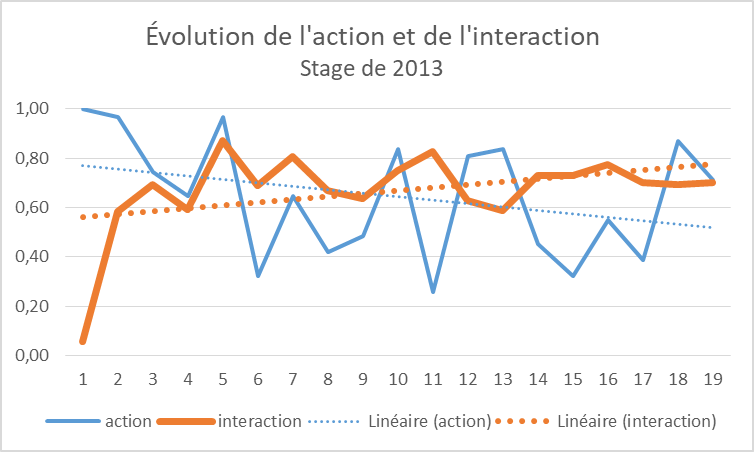 Évolution de l'action et de l'interaction
Stage de 2013
1,00
0,80
0,60
0,40
0,20
0,00
1 2 3 4 5 6 7 8 9 10 11 12 13 14 15 16 17 18 19
action interaction Linéaire (action) Linéaire (interaction)